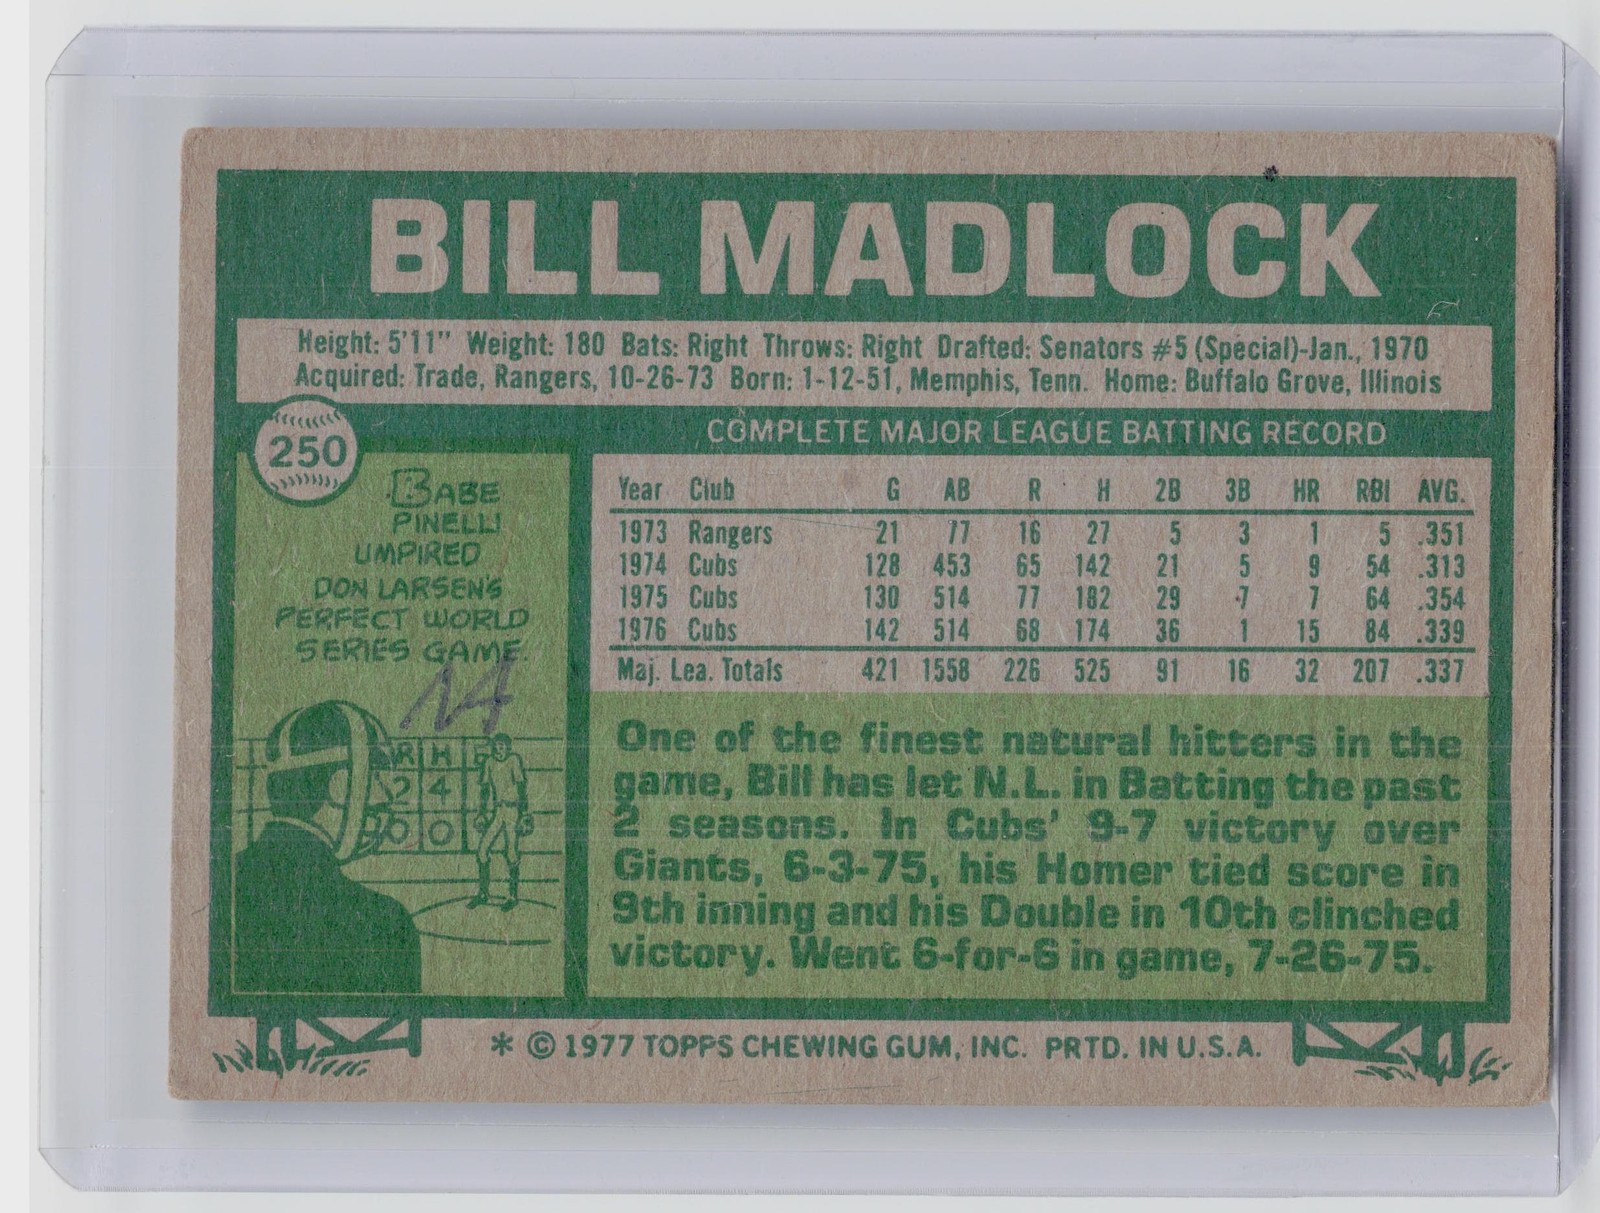 BILL MADLOCK
Height: 5'11" Weight: 180 Bats: Right Throws: Right Drafted: Senators #5 (Special)-Jan., 1970
Acquired: Trade, Rangers, 10-26-73 Born: 1-12-51, Memphis, Tenn. Home: Buffalo Grove, Illinois
250
BABE
PINELLI
UMPIRED
DON LARSEN'S
PERFECT WORLD
SERIES GAME.
14
R H E
2 4
0 0
COMPLETE MAJOR LEAGUE BATTING RECORD
Year Club G AB R H 2B 3B HR RBI AVG.
1973 Rangers 21 77 16 27 5 3 1 5 .351
1974 Cubs 128 453 65 142 21 5 9 54 .313
1975 Cubs 130 514 77 182 29 7 7 64 .354
1976 Cubs 142 514 68 174 36 1 15 84 .339
Maj. Lea. Totals 421 1558 226 525 91 16 32 207 .337
One of the finest natural hitters in the
game, Bill has let N.L. in Batting the past
2 seasons. In Cubs' 9-7 victory over
Giants, 6-3-75, his Homer tied score in
9th inning and his Double in 10th clinched
victory. Went 6-for-6 in game, 7-26-75.
* © 1977 TOPPS CHEWING GUM, INC. PRTD. IN U.S.A.